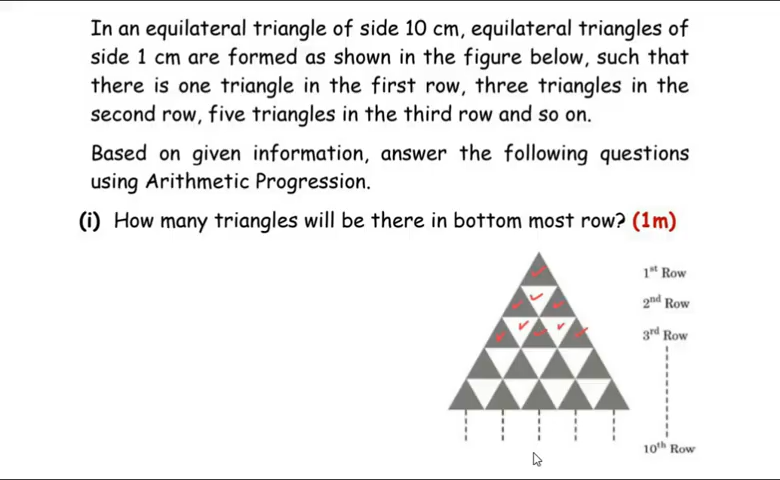 In an equilateral triangle of side 10 cm, equilateral triangles of
side 1 cm are formed as shown in the figure below, such that
there is one triangle in the first row, three triangles in the
second row, five triangles in the third row and so on.
Based on given information, answer the following questions
using Arithmetic Progression.
(i) How many triangles will be there in bottom most row? (1m)
1st Row
2nd Row
3rd Row
10th Row